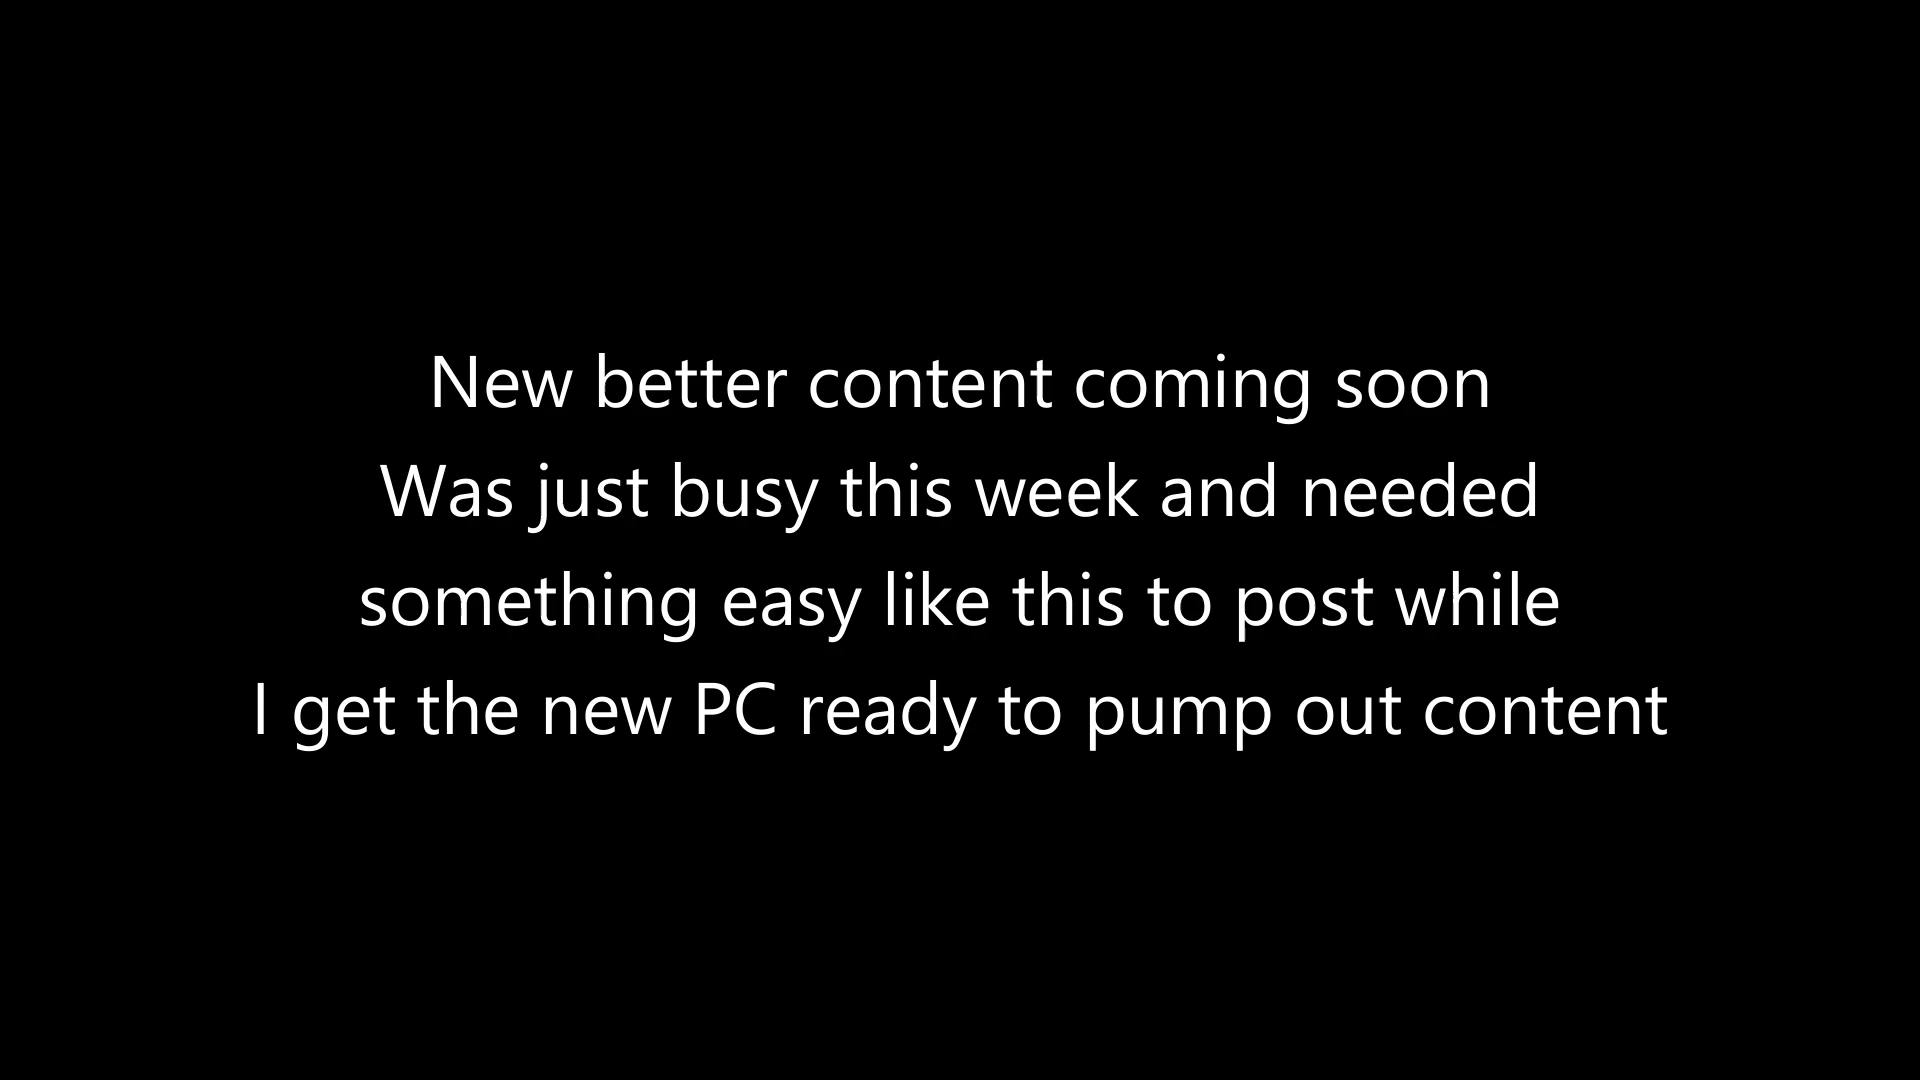 New better content coming soon
Was just busy this week and needed
something easy like this to post while
I get the new PC ready to pump out content